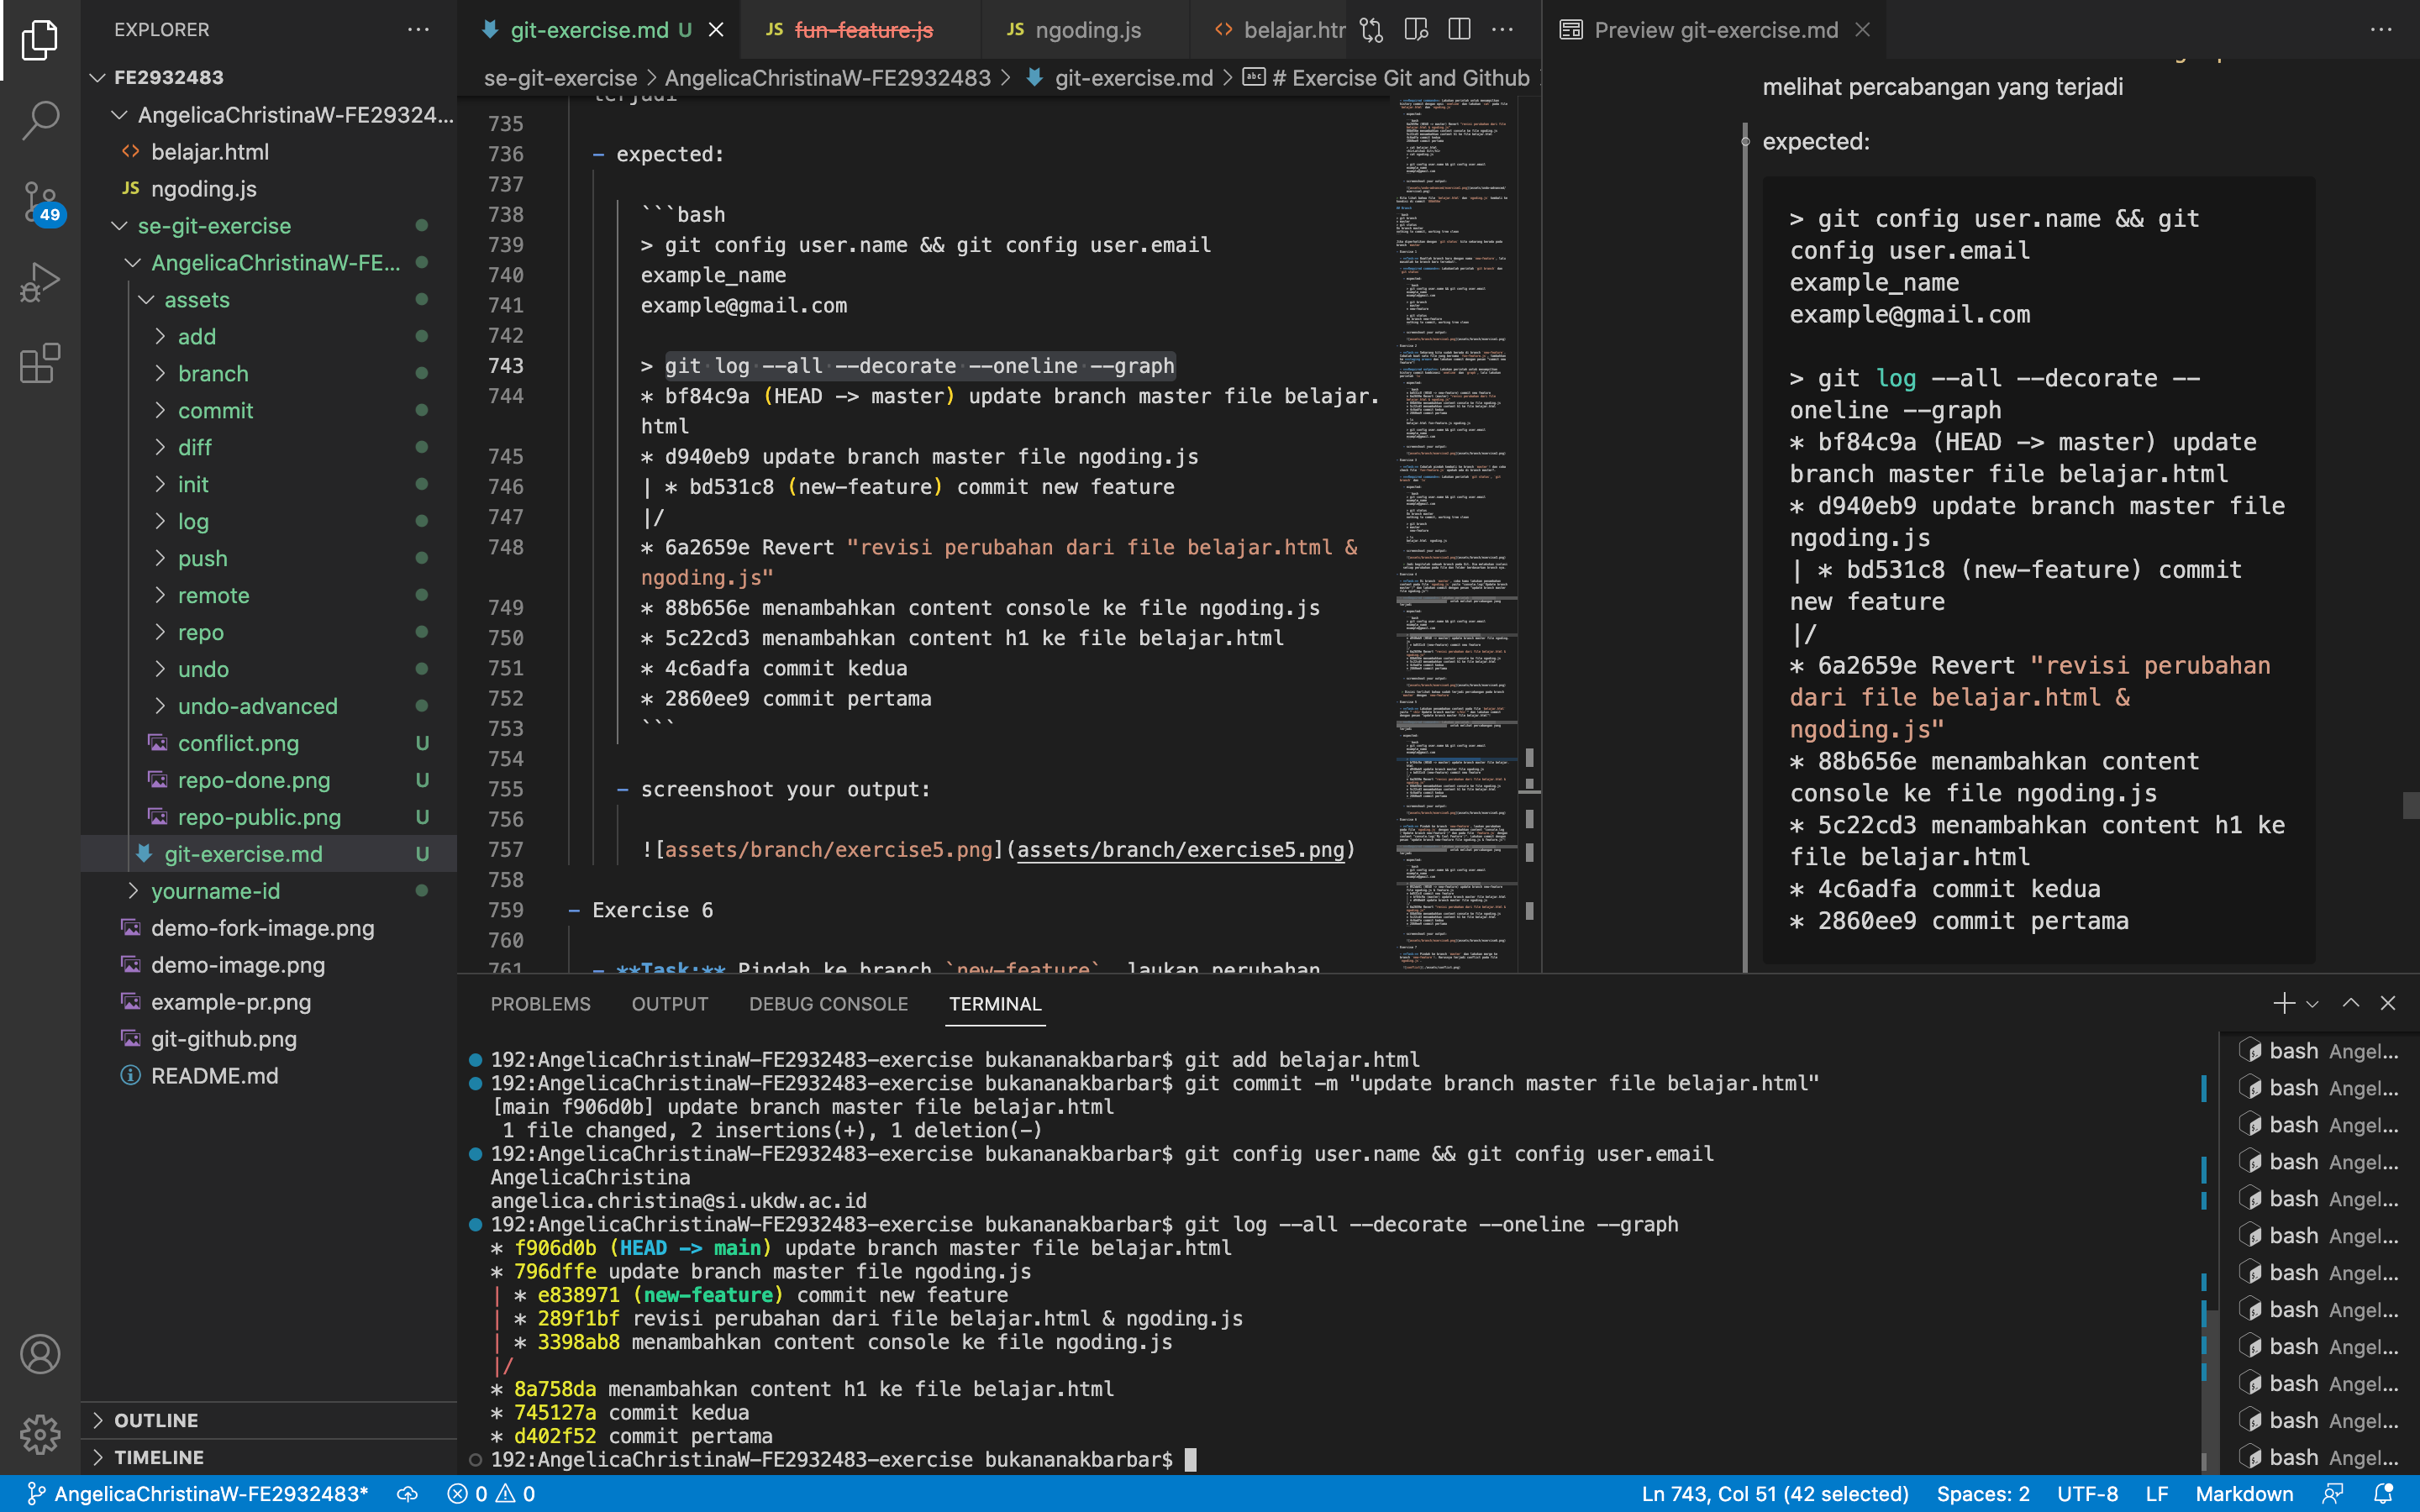 EXPLORER
FE2932483
AngelicaChristinaW-FE29324...
belajar.html
JS ngoding.js
49
se-git-exercise
AngelicaChristinaW-FE...
assets
add
branch
commit
diff
init
log
push
remote
repo
undo
undo-advanced
conflict.png U
repo-done.png U
repo-public.png U
git-exercise.md U
yourname-id
demo-fork-image.png
demo-image.png
example-pr.png
git-github.png
README.md
OUTLINE
TIMELINE
git-exercise.md U
JS fun-feature.js
JS ngoding.js
belajar.htr
se-git-exercise > AngelicaChristinaW-FE2932483 > git-exercise.md > abc # Exercise Git and Github
terjadi
735
736 - expected:
737
738 ```bash
739 > git config user.name && git config user.email
740 example_name
741 example@gmail.com
742
743 > git log --all --decorate --oneline --graph
744 * bf84c9a (HEAD -> master) update branch master file belajar.
html
745 * d940eb9 update branch master file ngoding.js
746 | * bd531c8 (new-feature) commit new feature
747 |/
748 * 6a2659e Revert "revisi perubahan dari file belajar.html &
ngoding.js"
749 * 88b656e menambahkan content console ke file ngoding.js
750 * 5c22cd3 menambahkan content h1 ke file belajar.html
751 * 4c6adfa commit kedua
752 * 2860ee9 commit pertama
753 ```
754
755 - screenshoot your output:
756
757 ![assets/branch/exercise5.png](assets/branch/exercise5.png)
758
759 - Exercise 6
760
761 - **Task:** Pindah ke branch `new-feature`, laukan perubahan
Preview git-exercise.md
melihat percabangan yang terjadi
expected:
> git config user.name && git
config user.email
example_name
example@gmail.com
> git log --all --decorate --
oneline --graph
* bf84c9a (HEAD -> master) update
branch master file belajar.html
* d940eb9 update branch master file
ngoding.js
| * bd531c8 (new-feature) commit
new feature
|/
* 6a2659e Revert "revisi perubahan
dari file belajar.html &
ngoding.js"
* 88b656e menambahkan content
console ke file ngoding.js
* 5c22cd3 menambahkan content h1 ke
file belajar.html
* 4c6adfa commit kedua
* 2860ee9 commit pertama
PROBLEMS OUTPUT DEBUG CONSOLE TERMINAL
192:AngelicaChristinaW-FE2932483-exercise bukananakbarbar$ git add belajar.html
192:AngelicaChristinaW-FE2932483-exercise bukananakbarbar$ git commit -m "update branch master file belajar.html"
[main f906d0b] update branch master file belajar.html
1 file changed, 2 insertions(+), 1 deletion(-)
192:AngelicaChristinaW-FE2932483-exercise bukananakbarbar$ git config user.name && git config user.email
AngelicaChristina
angelica.christina@si.ukdw.ac.id
192:AngelicaChristinaW-FE2932483-exercise bukananakbarbar$ git log --all --decorate --oneline --graph
* f906d0b (HEAD -> main) update branch master file belajar.html
* 796dffe update branch master file ngoding.js
| * e838971 (new-feature) commit new feature
| * 289f1bf revisi perubahan dari file belajar.html & ngoding.js
| * 3398ab8 menambahkan content console ke file ngoding.js
|/
* 8a758da menambahkan content h1 ke file belajar.html
* 745127a commit kedua
* d402f52 commit pertama
192:AngelicaChristinaW-FE2932483-exercise bukananakbarbar$
bash Angel...
bash Angel...
bash Angel...
bash Angel...
bash Angel...
bash Angel...
bash Angel...
bash Angel...
bash Angel...
bash Angel...
bash Angel...
bash Angel...
AngelicaChristinaW-FE2932483* 0 0 Ln 743, Col 51 (42 selected) Spaces: 2 UTF-8 LF Markdown